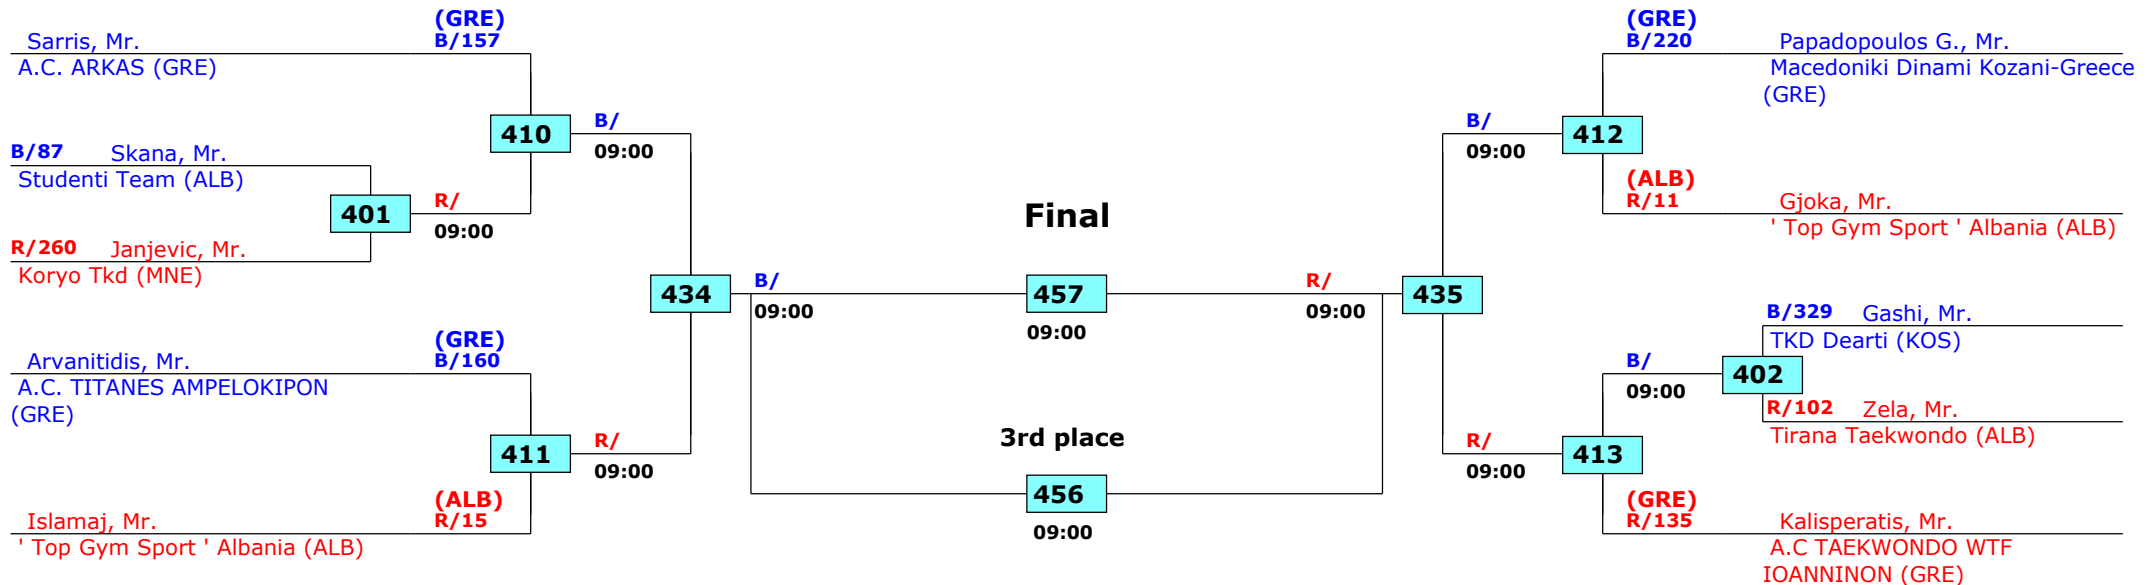 (GRE)
Sarris, Mr.
B/157
A.C. ARKAS (GRE)
410
B/
09:00
B/87 Skana, Mr.
Studenti Team (ALB)
401
R/
09:00
R/260 Janjevic, Mr.
Koryo Tkd (MNE)
434
B/
09:00
(GRE)
Arvanitidis, Mr.
B/160
A.C. TITANES AMPELOKIPON
(GRE)
411
R/
09:00
(ALB)
Islamaj, Mr.
R/15
' Top Gym Sport ' Albania (ALB)
Final
457
09:00
3rd place
456
09:00
(GRE)
B/220 Papadopoulos G., Mr.
Macedoniki Dinami Kozani-Greece
(GRE)
B/
09:00
412
(ALB)
R/11 Gjoka, Mr.
' Top Gym Sport ' Albania (ALB)
R/
09:00
435
B/329 Gashi, Mr.
TKD Dearti (KOS)
B/
09:00
402
R/102 Zela, Mr.
Tirana Taekwondo (ALB)
R/
09:00
413
(GRE)
R/135 Kalisperatis, Mr.
A.C TAEKWONDO WTF
IOANNINON (GRE)